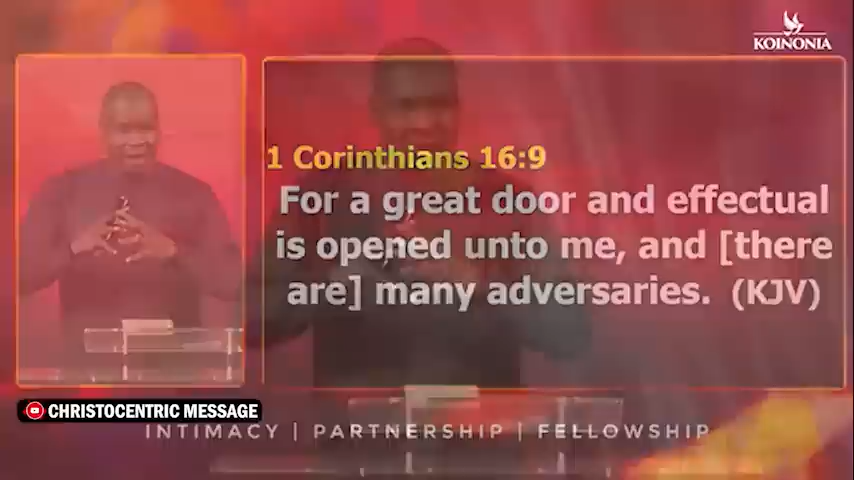 KOINONIA
1 Corinthians 16:9
For a great door and effectual
is opened unto me, and [there
are] many adversaries. (KJV)
CHRISTOCENTRIC MESSAGE
INTIMACY | PARTNERSHIP | FELLOWSHIP